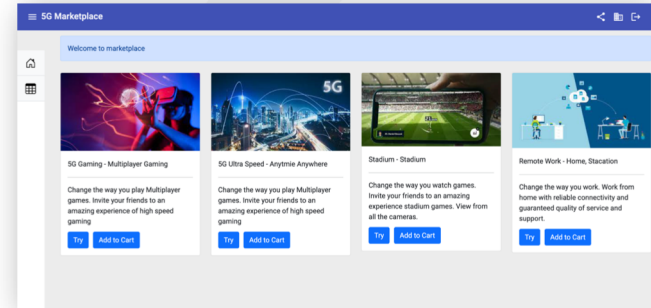 5G Marketplace
Welcome to marketplace
5G
5G Gaming - Multiplayer Gaming
Change the way you play Multiplayer
games. Invite your friends to an
amazing experience of high speed
gaming
Try Add to Cart
5G Ultra Speed - Anytmie Anywhere
Change the way you play Multiplayer
games. Invite your friends to an
amazing experience of high speed
gaming
Try Add to Cart
Stadium - Stadium
Change the way you watch games.
Invite your friends to an amazing
experience stadium games. View from
all the cameras.
Try Add to Cart
Remote Work - Home, Stacation
Change the way you work. Work from
home with reliable connectivity and
guaranteed quality of service and
support.
Try Add to Cart